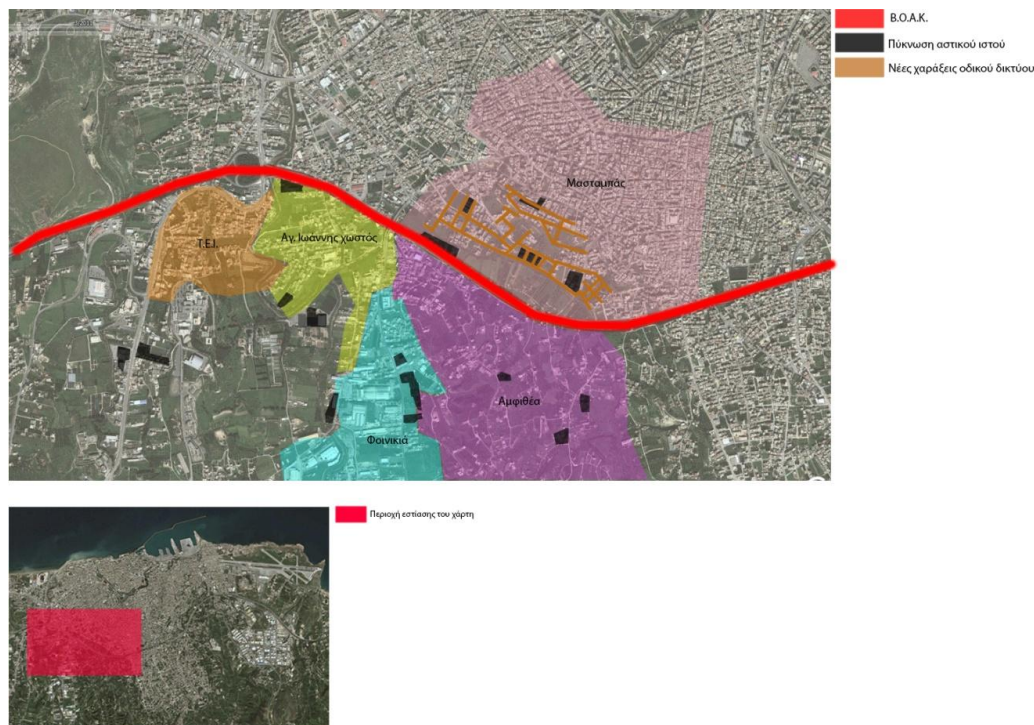 Β.Ο.Α.Κ.
Πύκνωση αστικού ιστού
Νέες χαράξεις οδικού δικτύου
Μασταμπάς
Τ.Ε.Ι.
Αγ. Ιωάννης χωστός
Αμφιθέα
Φοινικιά
Περιοχή εστίασης του χάρτη